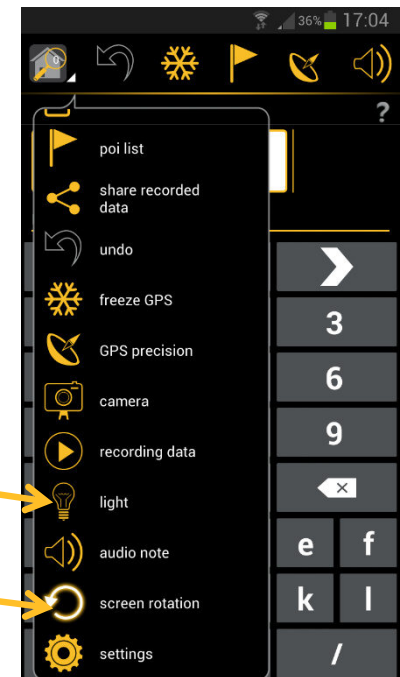 36% 17:04
?
poi list
share recorded
data
undo
freeze GPS
3
GPS precision
6
camera
9
recording data
light
audio note
e f
screen rotation
k l
settings
/